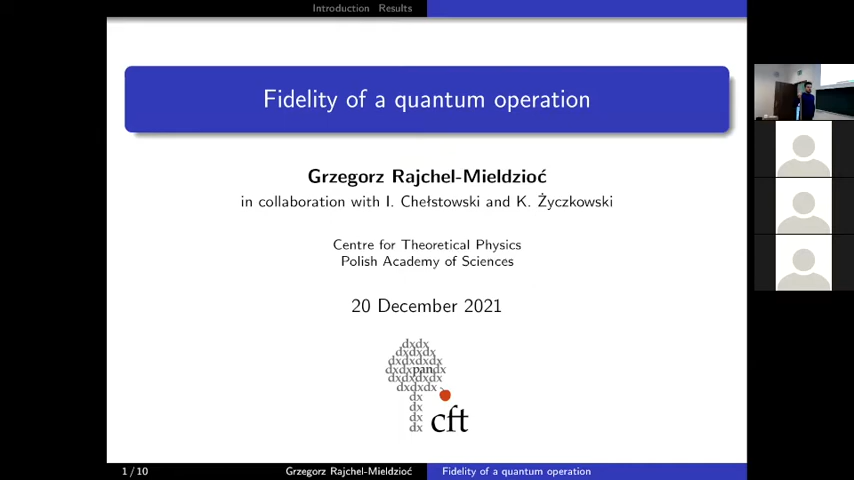 Introduction Results
Fidelity of a quantum operation
Grzegorz Rajchel-Mieldzioć
in collaboration with I. Chełstowski and K. Życzkowski
Centre for Theoretical Physics
Polish Academy of Sciences
20 December 2021
dxdx
dxdxdx
dxdxdxdx
dxdxpandx
dxdxdxdx
dxdxdx
dx
dx
dx
dx
cft
1 / 10
Grzegorz Rajchel-Mieldzioć
Fidelity of a quantum operation